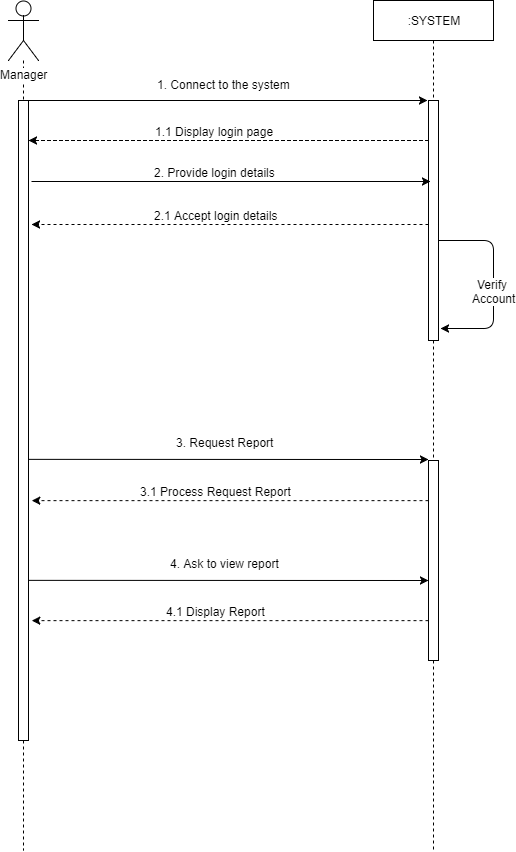 :SYSTEM
Manager
1. Connect to the system
1.1 Display login page
2. Provide login details
2.1 Accept login details
Verify
Account
3. Request Report
3.1 Process Request Report
4. Ask to view report
4.1 Display Report